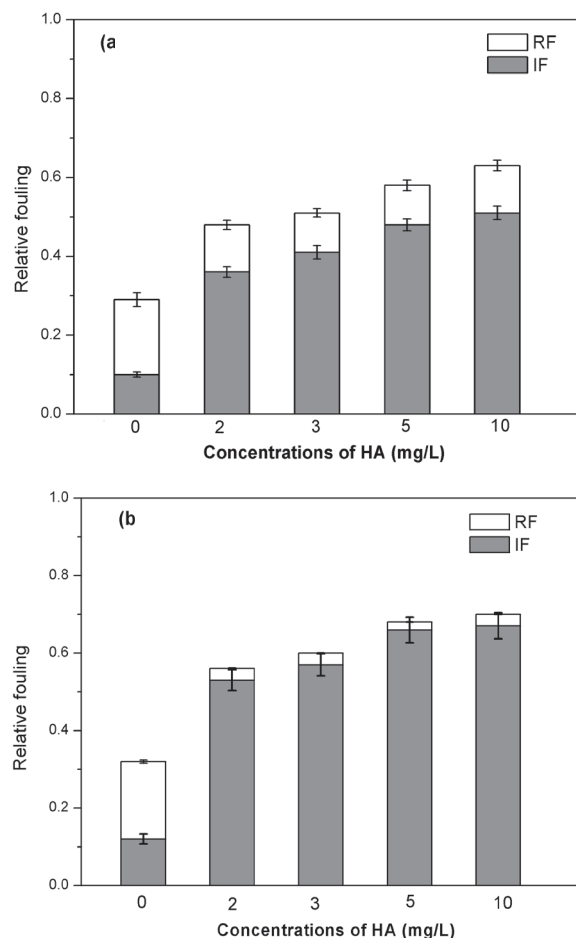 (a
RF
IF
1.0
0.8
0.6
0.4
0.2
0.0
Relative fouling
0 2 3 5 10
Concentrations of HA (mg/L)
(b
RF
IF
1.0
0.8
0.6
0.4
0.2
0.0
Relative fouling
0 2 3 5 10
Concentrations of HA (mg/L)